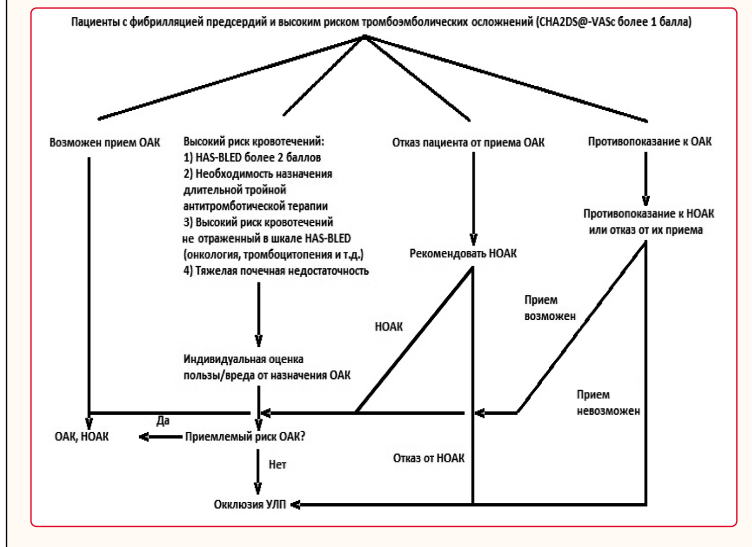 Пациенты с фибрилляцией предсердий и высоким риском тромбоэмболических осложнений (CHA2DS@-VASc более 1 балла)
Возможен прием ОАК
Высокий риск кровотечений:
1) HAS-BLED более 2 баллов
2) Необходимость назначения
длительной тройной
антитромботической терапии
3) Высокий риск кровотечений
не отраженный в шкале HAS-BLED
(онкология, тромбоцитопения и т.д.)
4) Тяжелая почечная недостаточность
Отказ пациента от приема ОАК
Противопоказание к ОАК
Противопоказание к НОАК
или отказ от их приема
Рекомендовать НОАК
Прием
возможен
НОАК
Индивидуальная оценка
пользы/вреда от назначения ОАК
Прием
невозможен
Да
ОАК, НОАК
Приемлемый риск ОАК?
Отказ от НОАК
Нет
Окклюзия УЛП